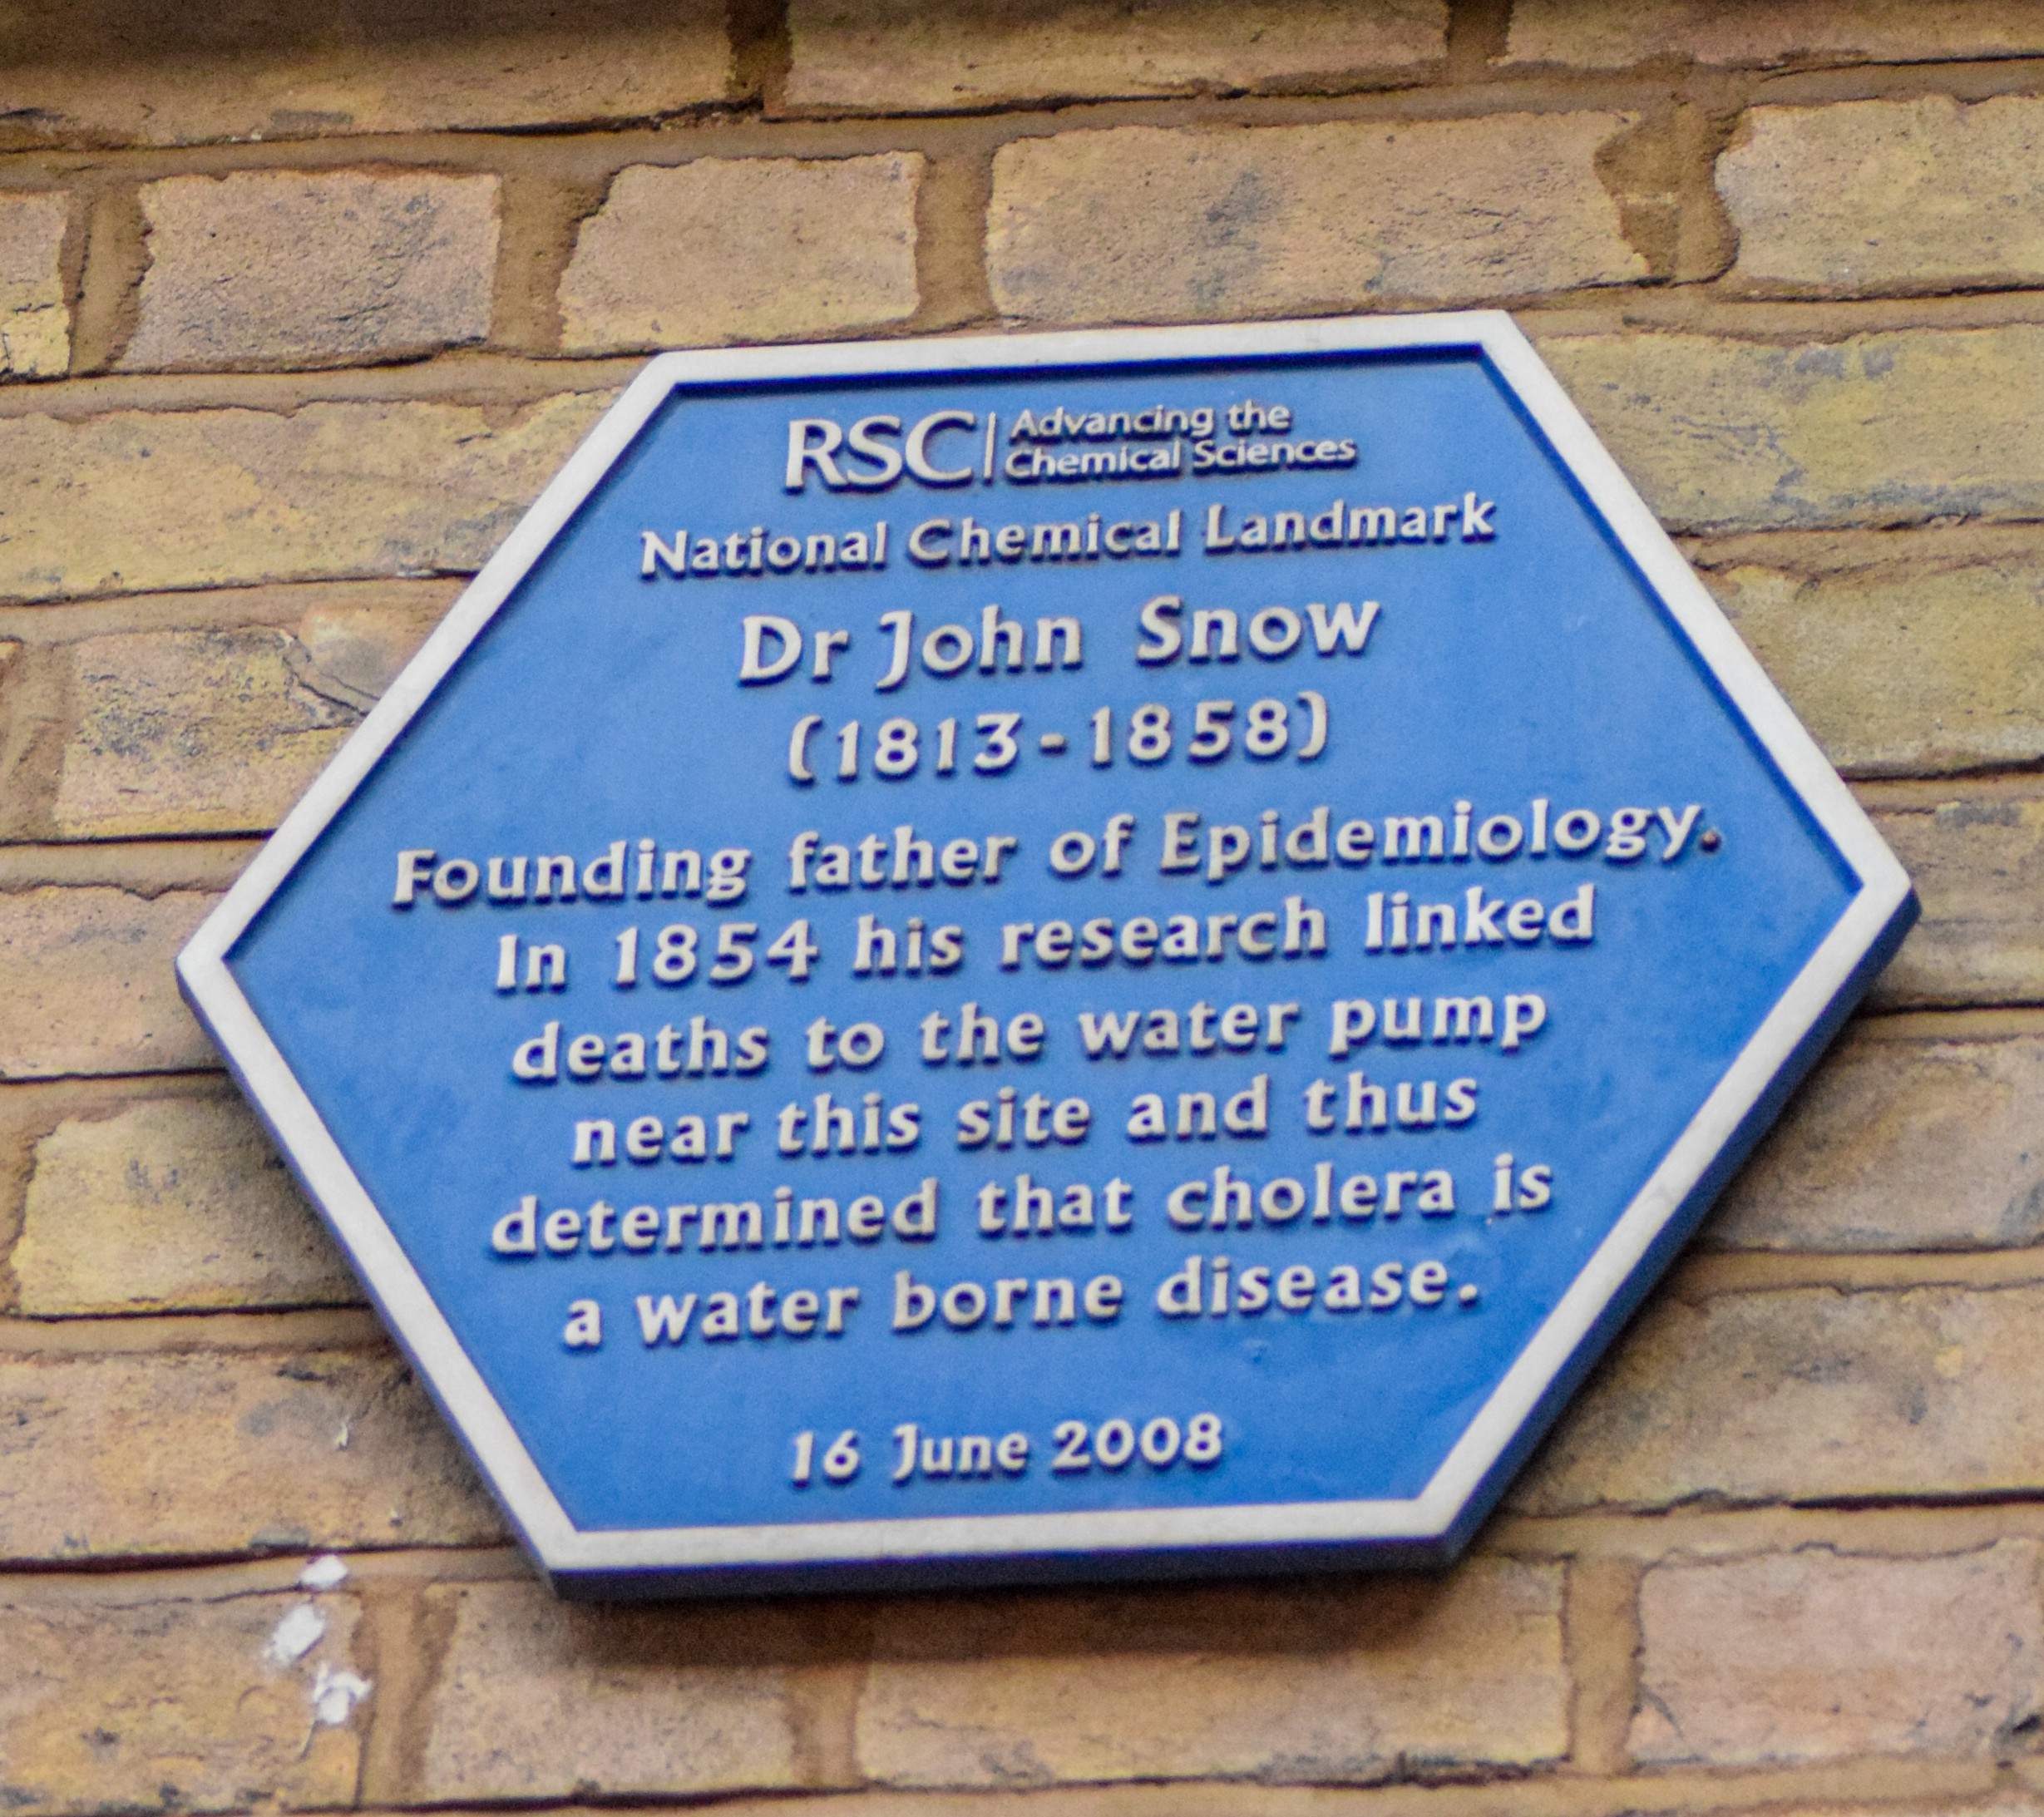 RSC Advancing the
Chemical Sciences
National Chemical Landmark
Dr John Snow
(1813-1858)
Founding father of Epidemiology.
In 1854 his research linked
deaths to the water pump
near this site and thus
determined that cholera is
a water borne disease.
16 June 2008